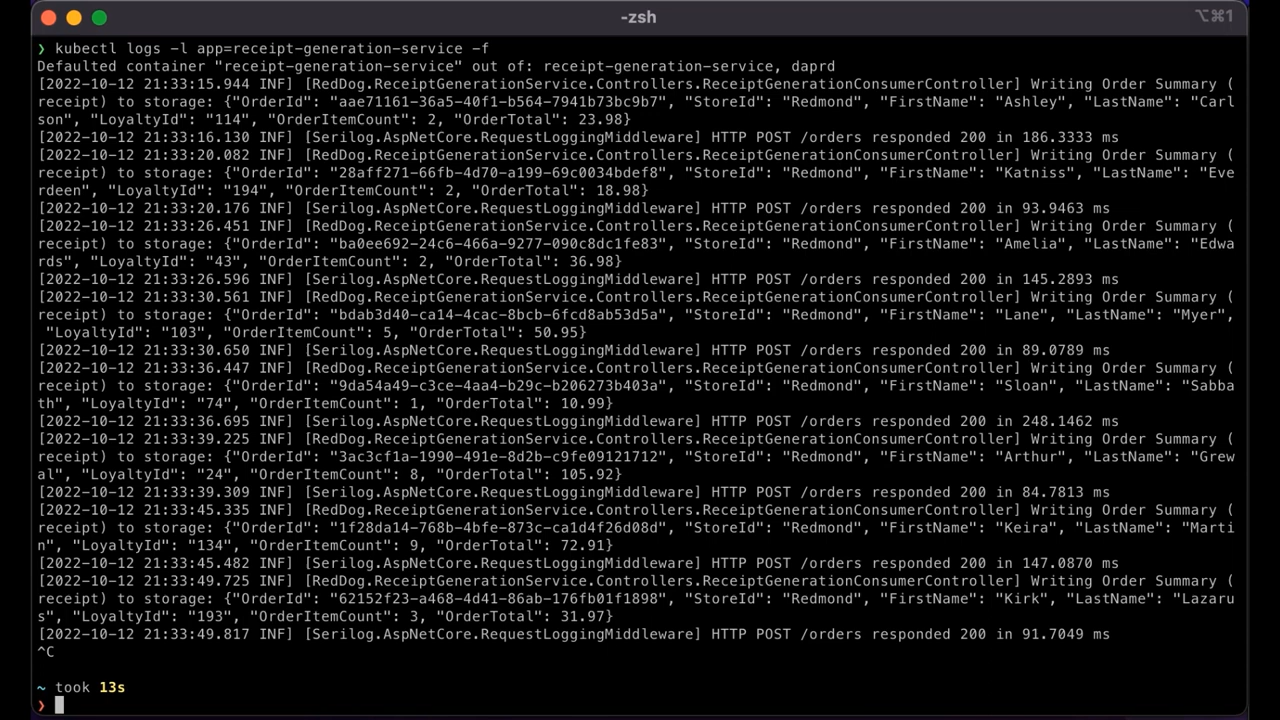 -zsh
⌥⌘1
❯ kubectl logs -l app=receipt-generation-service -f
Defaulted container "receipt-generation-service" out of: receipt-generation-service, daprd
[2022-10-12 21:33:15.944 INF] [RedDog.ReceiptGenerationService.Controllers.ReceiptGenerationConsumerController] Writing Order Summary (
receipt) to storage: {"OrderId": "aae71161-36a5-40f1-b564-7941b73bc9b7", "StoreId": "Redmond", "FirstName": "Ashley", "LastName": "Carl
son", "LoyaltyId": "114", "OrderItemCount": 2, "OrderTotal": 23.98}
[2022-10-12 21:33:16.130 INF] [Serilog.AspNetCore.RequestLoggingMiddleware] HTTP POST /orders responded 200 in 186.3333 ms
[2022-10-12 21:33:20.082 INF] [RedDog.ReceiptGenerationService.Controllers.ReceiptGenerationConsumerController] Writing Order Summary (
receipt) to storage: {"OrderId": "28aff271-66fb-4d70-a199-69c0034bdef8", "StoreId": "Redmond", "FirstName": "Katniss", "LastName": "Eve
rdeen", "LoyaltyId": "194", "OrderItemCount": 2, "OrderTotal": 18.98}
[2022-10-12 21:33:20.176 INF] [Serilog.AspNetCore.RequestLoggingMiddleware] HTTP POST /orders responded 200 in 93.9463 ms
[2022-10-12 21:33:26.451 INF] [RedDog.ReceiptGenerationService.Controllers.ReceiptGenerationConsumerController] Writing Order Summary (
receipt) to storage: {"OrderId": "ba0ee692-24c6-466a-9277-090c8dc1fe83", "StoreId": "Redmond", "FirstName": "Amelia", "LastName": "Edwa
rds", "LoyaltyId": "43", "OrderItemCount": 2, "OrderTotal": 36.98}
[2022-10-12 21:33:26.596 INF] [Serilog.AspNetCore.RequestLoggingMiddleware] HTTP POST /orders responded 200 in 145.2893 ms
[2022-10-12 21:33:30.561 INF] [RedDog.ReceiptGenerationService.Controllers.ReceiptGenerationConsumerController] Writing Order Summary (
receipt) to storage: {"OrderId": "bdab3d40-ca14-4cac-8bcb-6fcd8ab53d5a", "StoreId": "Redmond", "FirstName": "Lane", "LastName": "Myer",
 "LoyaltyId": "103", "OrderItemCount": 5, "OrderTotal": 50.95}
[2022-10-12 21:33:30.650 INF] [Serilog.AspNetCore.RequestLoggingMiddleware] HTTP POST /orders responded 200 in 89.0789 ms
[2022-10-12 21:33:36.447 INF] [RedDog.ReceiptGenerationService.Controllers.ReceiptGenerationConsumerController] Writing Order Summary (
receipt) to storage: {"OrderId": "9da54a49-c3ce-4aa4-b29c-b206273b403a", "StoreId": "Redmond", "FirstName": "Sloan", "LastName": "Sabba
th", "LoyaltyId": "74", "OrderItemCount": 1, "OrderTotal": 10.99}
[2022-10-12 21:33:36.695 INF] [Serilog.AspNetCore.RequestLoggingMiddleware] HTTP POST /orders responded 200 in 248.1462 ms
[2022-10-12 21:33:39.225 INF] [RedDog.ReceiptGenerationService.Controllers.ReceiptGenerationConsumerController] Writing Order Summary (
receipt) to storage: {"OrderId": "3ac3cf1a-1990-491e-8d2b-c9fe09121712", "StoreId": "Redmond", "FirstName": "Arthur", "LastName": "Grew
al", "LoyaltyId": "24", "OrderItemCount": 8, "OrderTotal": 105.92}
[2022-10-12 21:33:39.309 INF] [Serilog.AspNetCore.RequestLoggingMiddleware] HTTP POST /orders responded 200 in 84.7813 ms
[2022-10-12 21:33:45.335 INF] [RedDog.ReceiptGenerationService.Controllers.ReceiptGenerationConsumerController] Writing Order Summary (
receipt) to storage: {"OrderId": "1f28da14-768b-4bfe-873c-ca1d4f26d08d", "StoreId": "Redmond", "FirstName": "Keira", "LastName": "Marti
n", "LoyaltyId": "134", "OrderItemCount": 9, "OrderTotal": 72.91}
[2022-10-12 21:33:45.482 INF] [Serilog.AspNetCore.RequestLoggingMiddleware] HTTP POST /orders responded 200 in 147.0870 ms
[2022-10-12 21:33:49.725 INF] [RedDog.ReceiptGenerationService.Controllers.ReceiptGenerationConsumerController] Writing Order Summary (
receipt) to storage: {"OrderId": "62152f23-a468-4d41-86ab-176fb01f1898", "StoreId": "Redmond", "FirstName": "Kirk", "LastName": "Lazaru
s", "LoyaltyId": "193", "OrderItemCount": 3, "OrderTotal": 31.97}
[2022-10-12 21:33:49.817 INF] [Serilog.AspNetCore.RequestLoggingMiddleware] HTTP POST /orders responded 200 in 91.7049 ms
^C
~ took 13s
❯